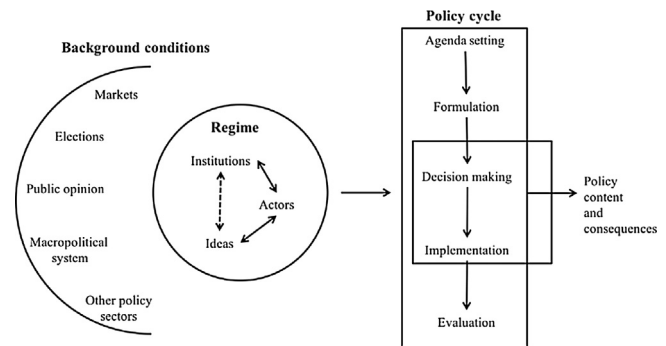 Policy cycle
Background conditions
Agenda setting
Markets
Formulation
Elections
Regime
Institutions
Decision making
Policy
content
and
consequences
Public opinion
Actors
Ideas
Macropolitical
system
Implementation
Other policy
sectors
Evaluation